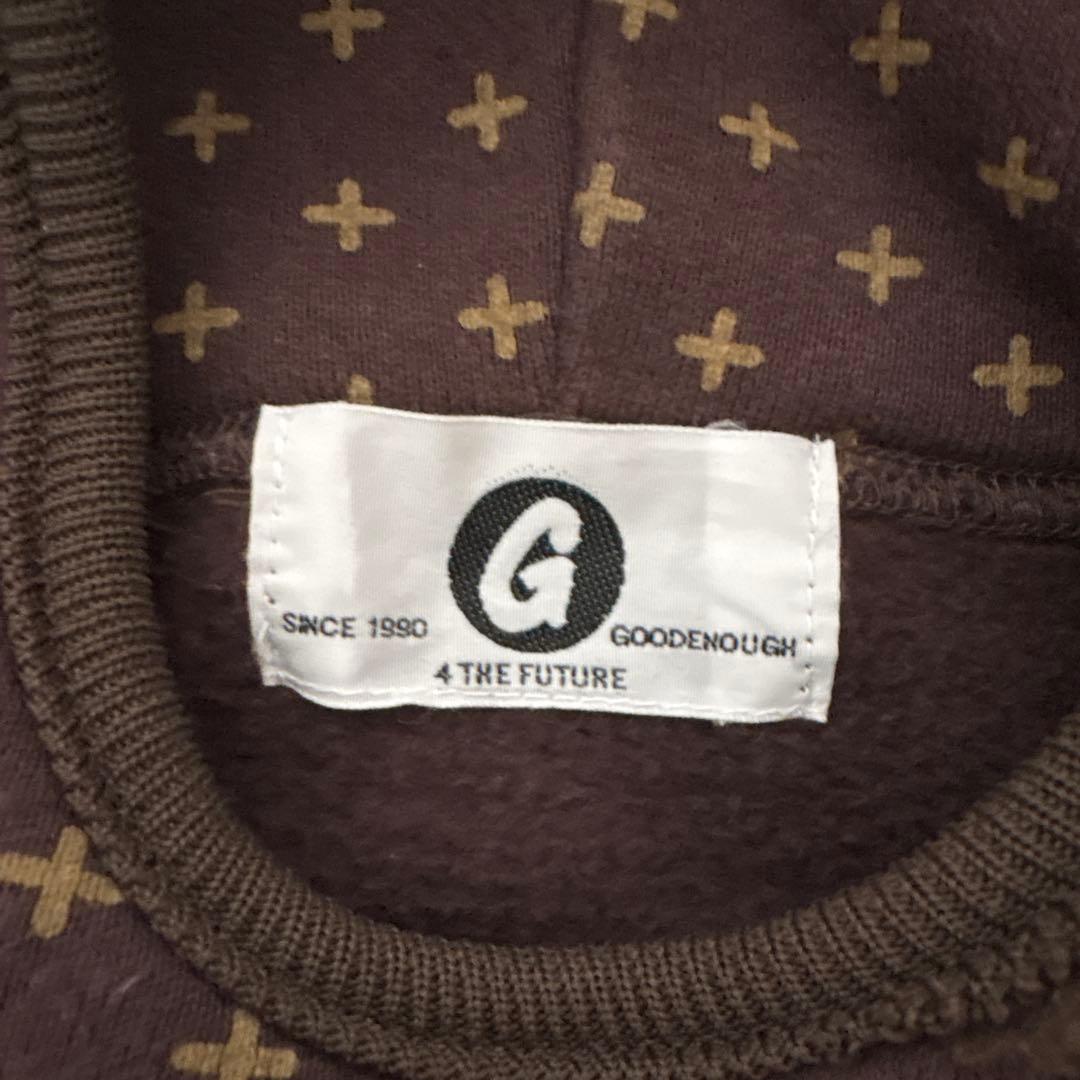 G
SINCE 1990
GOODENOUGH
4 THE FUTURE